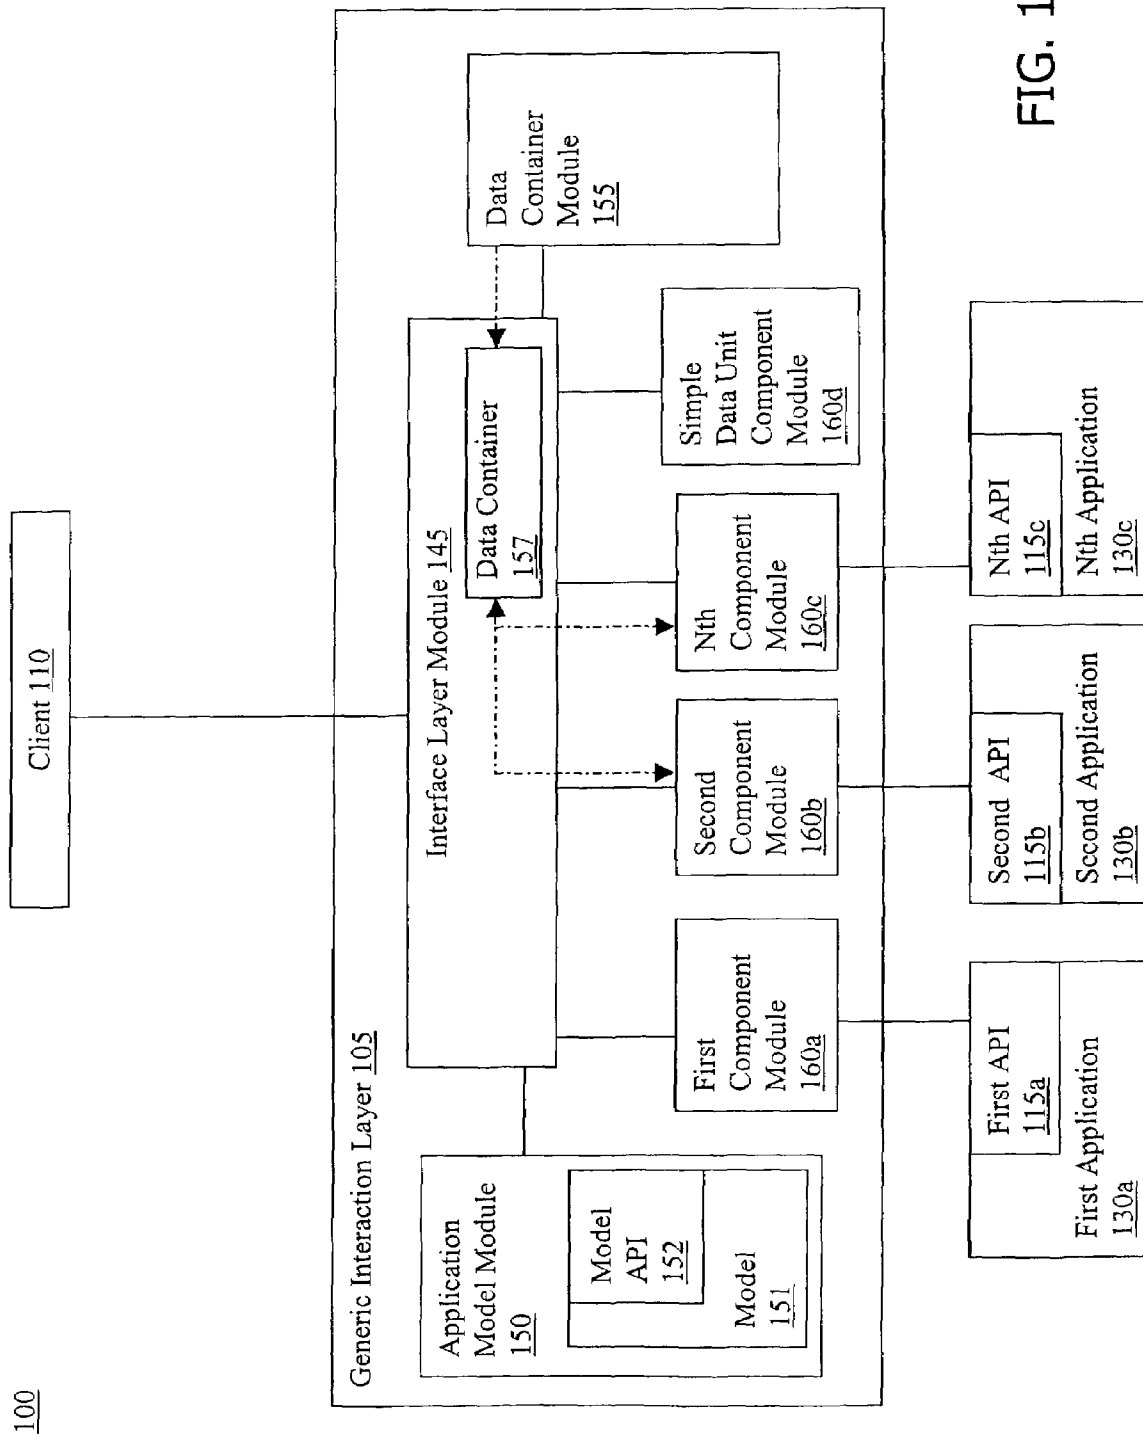 100
Client 110
Generic Interaction Layer 105
Interface Layer Module 145
Application
Model Module
150
Model
API
152
Model
151
Data Container
157
Data
Container
Module
155
First
Component
Module
160a
Second
Component
Module
160b
Nth
Component
Module
160c
Simple
Data Unit
Component
Module
160d
First API
115a
First Application
130a
Second API
115b
Second Application
130b
Nth API
115c
Nth Application
130c
FIG. 1